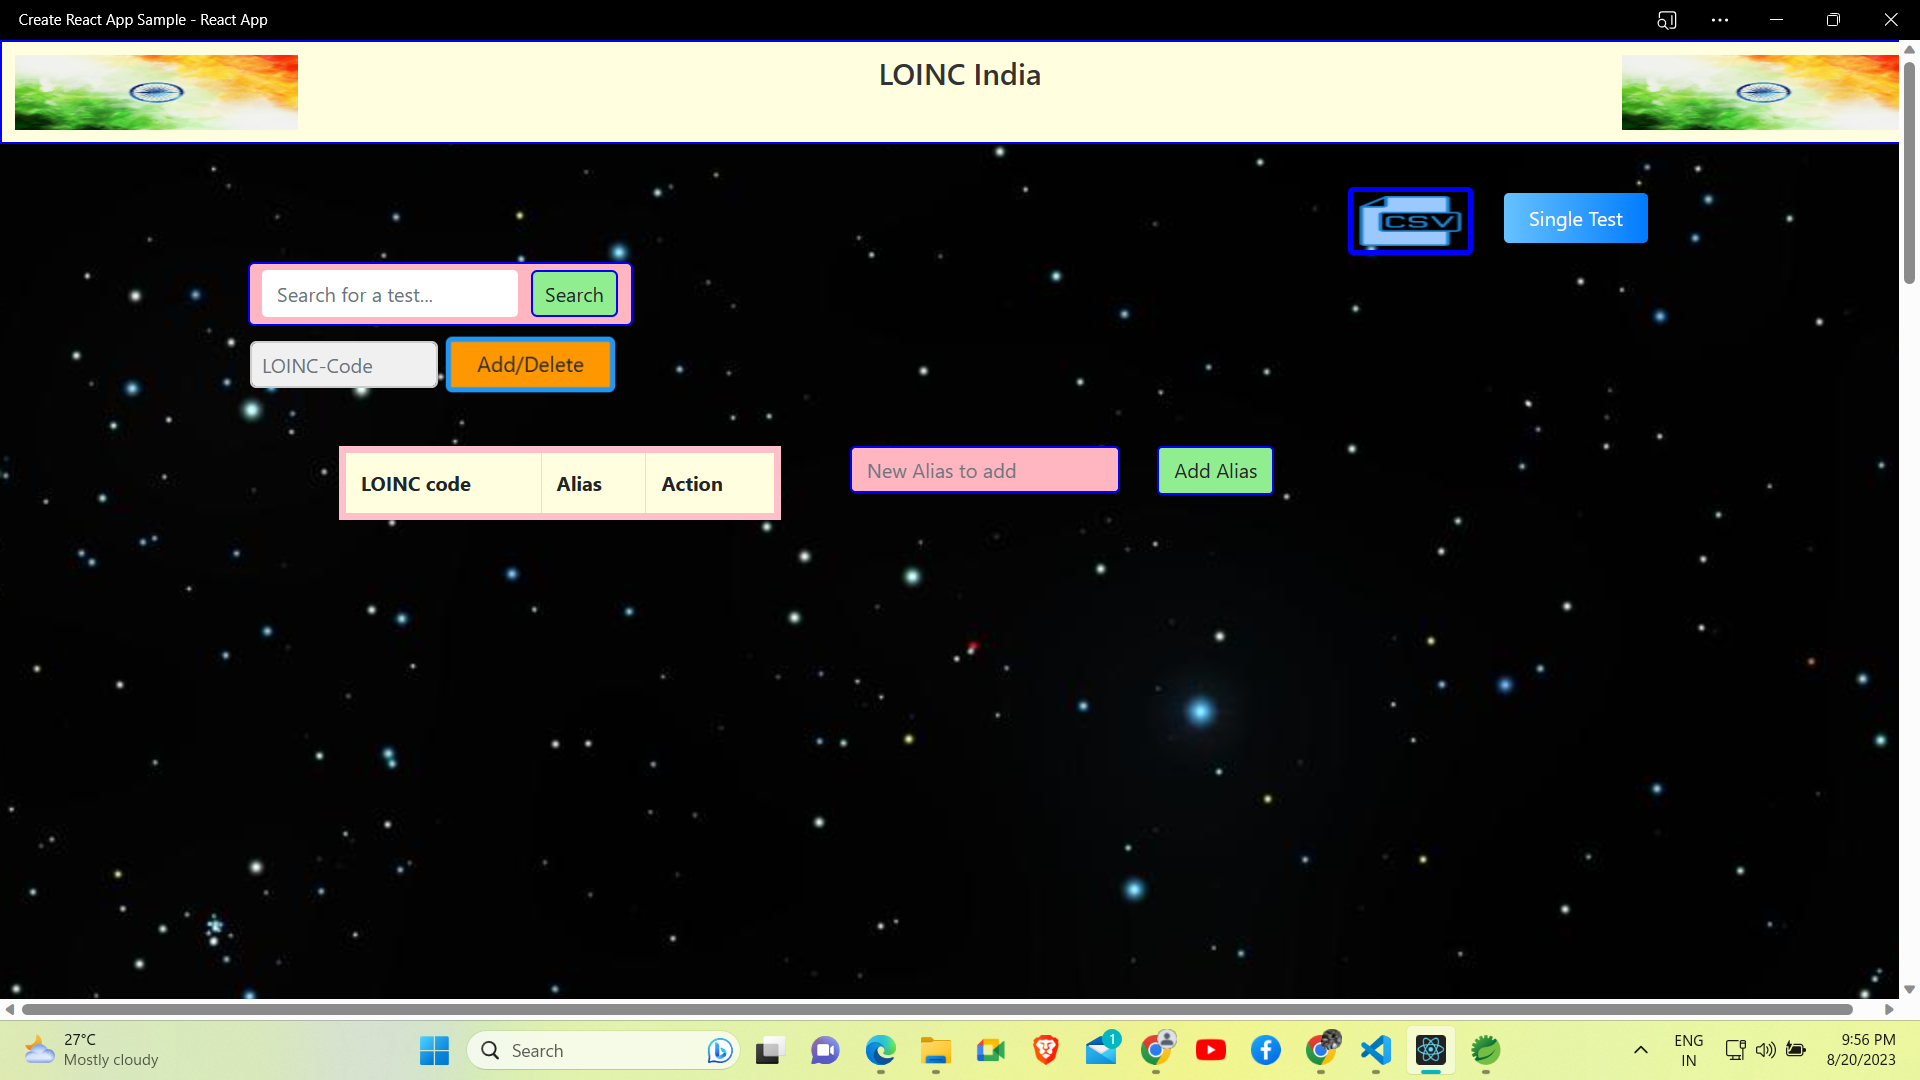 Create React App Sample - React App
LOINC India
CSV
Single Test
Search for a test...
Search
LOINC-Code
Add/Delete
LOINC code
Alias
Action
New Alias to add
Add Alias
27°C
Mostly cloudy
Search
1
ENG
IN
9:56 PM
8/20/2023